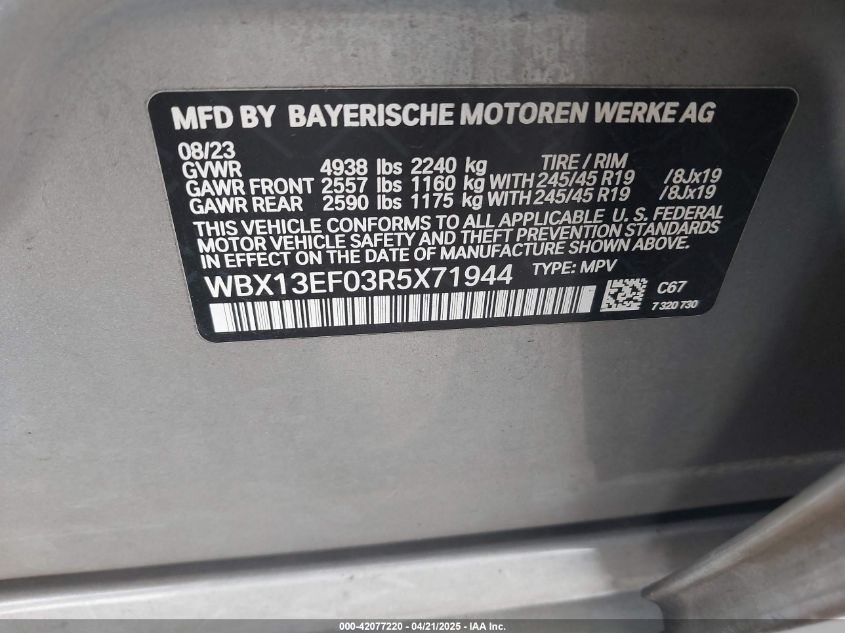 MFD BY BAYERISCHE MOTOREN WERKE AG
08/23 TIRE / RIM
GVWR 4938 lbs 2240 kg
GAWR FRONT 2557 lbs 1160 kg WITH 245/45 R19 /8Jx19
GAWR REAR 2590 lbs 1175 kg WITH 245/45 R19 /8Jx19
THIS VEHICLE CONFORMS TO ALL APPLICABLE U. S. FEDERAL
MOTOR VEHICLE SAFETY AND THEFT PREVENTION STANDARDS
IN EFFECT ON THE DATE OF MANUFACTURE SHOWN ABOVE.
WBX13EF03R5X71944 TYPE: MPV
C67
7 320 730
000-42077220 - 04/21/2025 - IAA Inc.